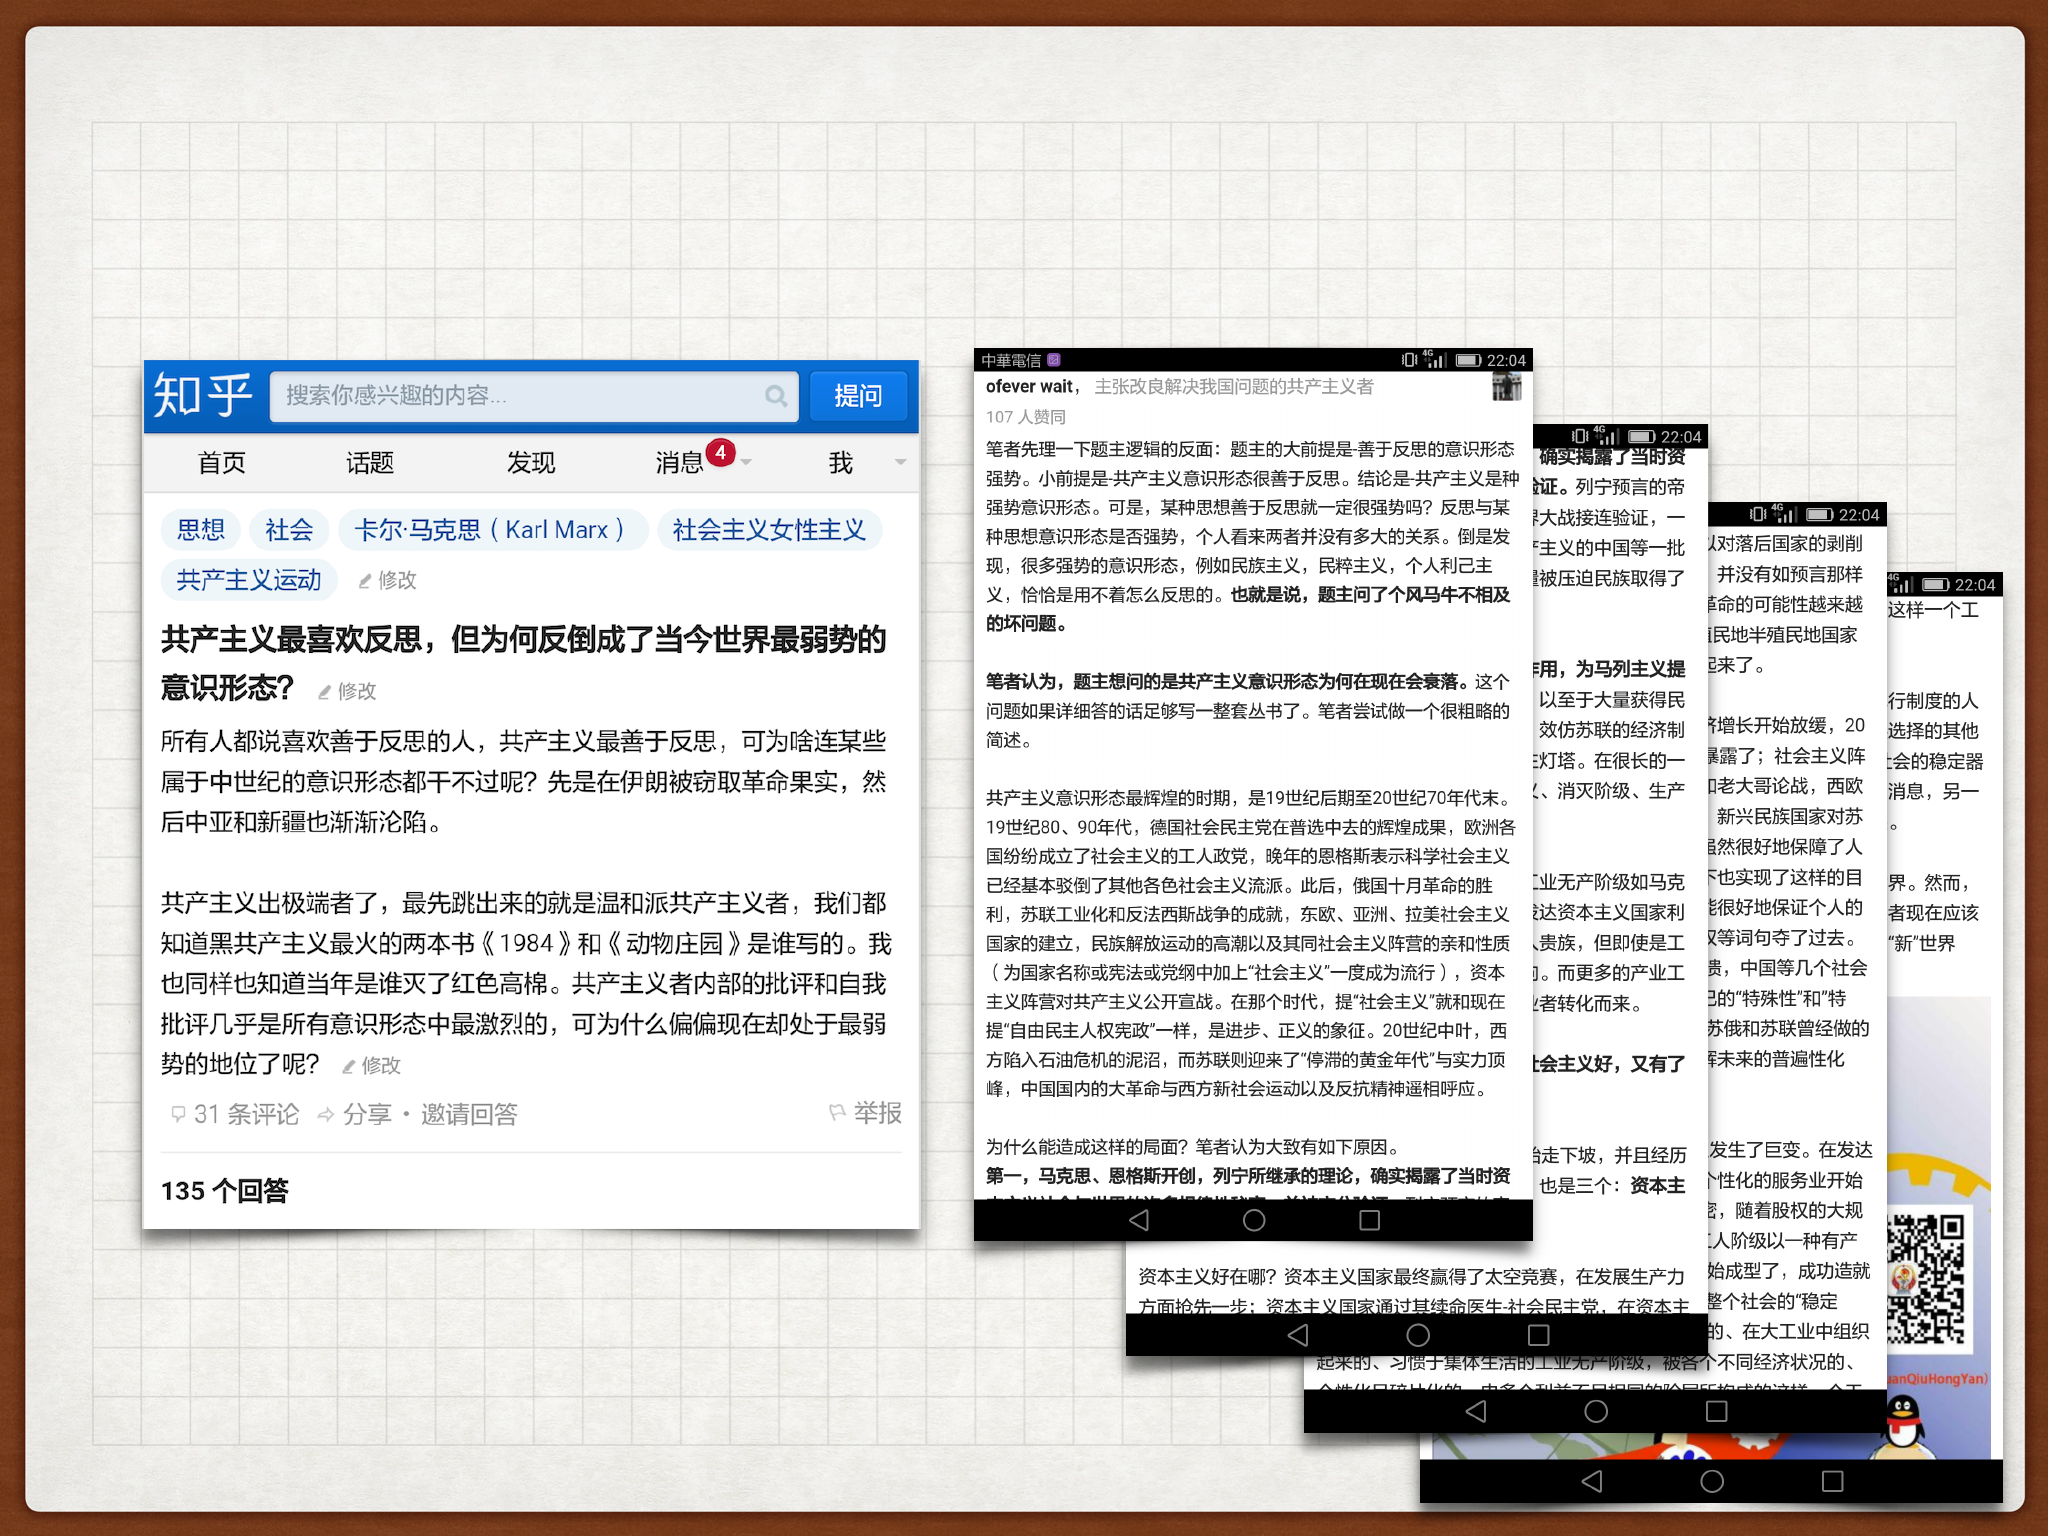 知乎 搜索你感兴趣的内容... 提问
首页 话题 发现 消息 4 我
思想 社会 卡尔·马克思（Karl Marx） 社会主义女性主义
共产主义运动 修改
共产主义最喜欢反思，但为何反倒成了当今世界最弱势的
意识形态？ 修改
所有人都说喜欢善于反思的人，共产主义最善于反思，可为啥连某些
属于中世纪的意识形态都干不过呢？先是在伊朗被窃取革命果实，然
后中亚和新疆也渐渐沦陷。
共产主义出极端者了，最先跳出来的就是温和派共产主义者，我们都
知道黑共产主义最火的两本书《1984》和《动物庄园》是谁写的。我
也同样也知道当年是谁灭了红色高棉。共产主义者内部的批评和自我
批评几乎是所有意识形态中最激烈的，可为什么偏偏现在却处于最弱
势的地位了呢？ 修改
31 条评论 分享 • 邀请回答 举报
135 个回答
中華電信 4G 22:04
ofever wait， 主张改良解决我国问题的共产主义者
107 人赞同
笔者先理一下题主逻辑的反面：题主的大前提是-善于反思的意识形态
强势。小前提是-共产主义意识形态很善于反思。结论是-共产主义是种
强势意识形态。可是，某种思想善于反思就一定很强势吗？反思与某
种思想意识形态是否强势，个人看来两者并没有多大的关系。倒是发
现，很多强势的意识形态，例如民族主义，民粹主义，个人利己主
义，恰恰是用不着怎么反思的。也就是说，题主问了个风马牛不相及
的坏问题。
笔者认为，题主想问的是共产主义意识形态为何在现在会衰落。这个
问题如果详细答的话足够写一整套丛书了。笔者尝试做一个很粗略的
简述。
共产主义意识形态最辉煌的时期，是19世纪后期至20世纪70年代末。
19世纪80、90年代，德国社会民主党在普选中去的辉煌成果，欧洲各
国纷纷成立了社会主义的工人政党，晚年的恩格斯表示科学社会主义
已经基本驳倒了其他各色社会主义流派。此后，俄国十月革命的胜
利，苏联工业化和反法西斯战争的成就，东欧、亚洲、拉美社会主义
国家的建立，民族解放运动的高潮以及其同社会主义阵营的亲和性质
（为国家名称或宪法或党纲中加上“社会主义”一度成为流行），资本
主义阵营对共产主义公开宣战。在那个时代，提“社会主义”就和现在
提“自由民主人权宪政”一样，是进步、正义的象征。20世纪中叶，西
方陷入石油危机的泥沼，而苏联则迎来了“停滞的黄金年代”与实力顶
峰，中国国内的大革命与西方新社会运动以及反抗精神遥相呼应。
为什么能造成这样的局面？笔者认为大致有如下原因。
第一，马克思、恩格斯开创，列宁所继承的理论，确实揭露了当时资
4G 22:04
确实揭露了当时资
证。列宁预言的帝
大战接连验证，一
主义的中国等一批
被压迫民族取得了
用，为马列主义提
以至于大量获得民
效仿苏联的经济制
灯塔。在很长的一
、消灭阶级、生产
业无产阶级如马克
达资本主义国家利
贵族，但即使是工
。而更多的产业工
者转化而来。
会主义好，又有了
走下坡，并且经历
也是三个：资本主
资本主义好在哪？资本主义国家最终赢得了太空竞赛，在发展生产力
方面抢先一步；资本主义国家通过其续命医生-社会民主党，在资本主
4G 22:04
对落后国家的剥削
并没有如预言那样
革命的可能性越来越
民地半殖民地国家
起来了。
增长开始放缓，20
暴露了；社会主义阵
老大哥论战，西欧
新兴民族国家对苏
虽然很好地保障了人
也实现了这样的目
能很好地保证个人的
等词句夺了过去。
，中国等几个社会
的“特殊性”和“特
苏俄和苏联曾经做的
未来的普遍性化
发生了巨变。在发达
个性化的服务业开始
，随着股权的大规
人阶级以一种有产
始成型了，成功造就
整个社会的“稳定
的、在大工业中组织
起来的、习惯于集体生活的工业无产阶级，被各个不同经济状况的、
4G 22:04
这样一个工
行制度的人
选择的其他
会的稳定器
消息，另一
。
界。然而，
者现在应该
“新”世界
uanQiuHongYan)